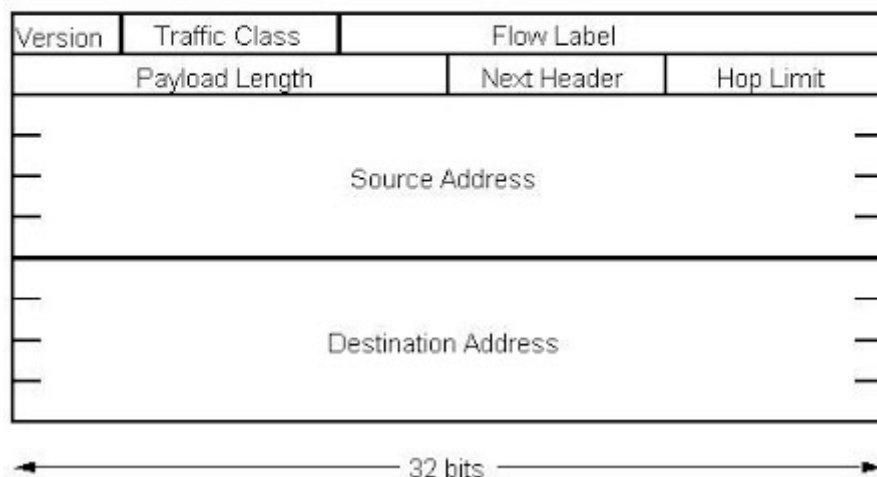 Version Traffic Class Flow Label
Payload Length Next Header Hop Limit
Source Address
Destination Address
32 bits